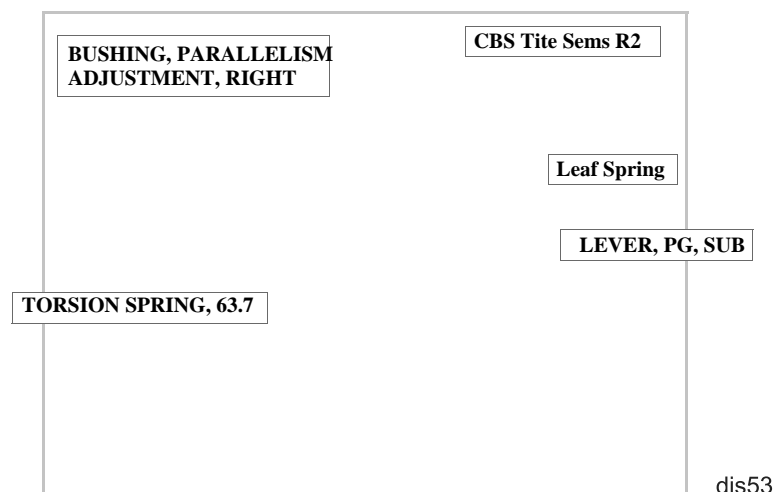 BUSHING, PARALLELISM
ADJUSTMENT, RIGHT
CBS Tite Sems R2
Leaf Spring
LEVER, PG, SUB
TORSION SPRING, 63.7
dis53